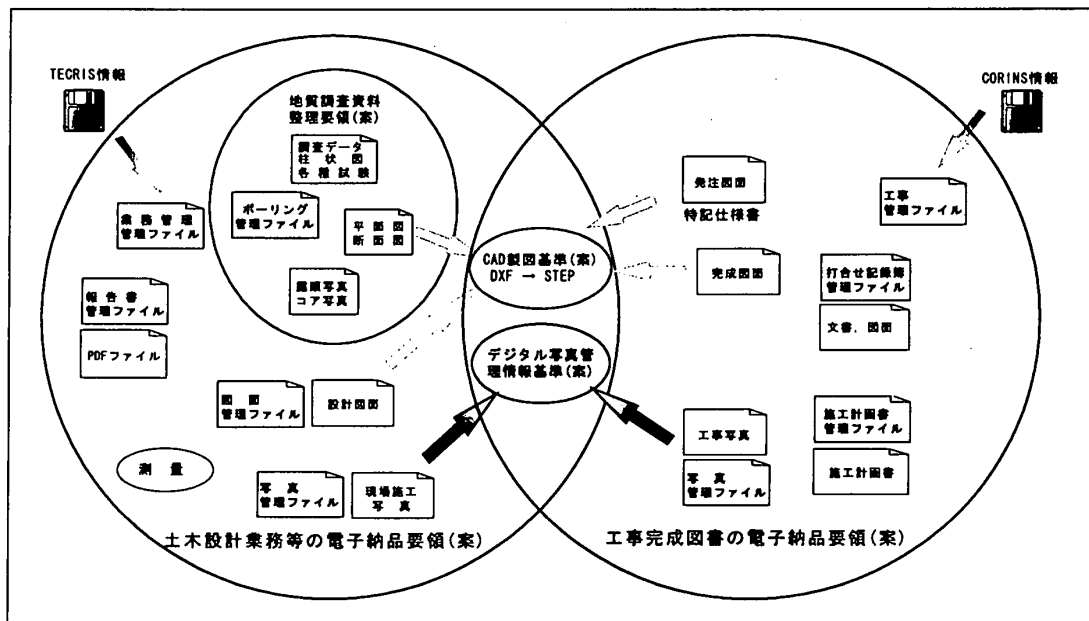 TECRIS情報
CORINS情報
地質調査資料
整理要領(案)
調査データ
柱状図
各種試験
ボーリング
管理ファイル
平面図
断面図
露頭写真
コア写真
業務管理
管理ファイル
報告書
管理ファイル
PDFファイル
図面
管理ファイル
設計図面
測量
写真
管理ファイル
現場施工
写真
土木設計業務等の電子納品要領(案)
CAD製図基準(案)
DXF → STEP
デジタル写真管
理情報基準(案)
発注図面
特記仕様書
完成図面
工事
管理ファイル
打合せ記録簿
管理ファイル
文書、図面
工事写真
写真
管理ファイル
施工計画書
管理ファイル
施工計画書
工事完成図書の電子納品要領(案)